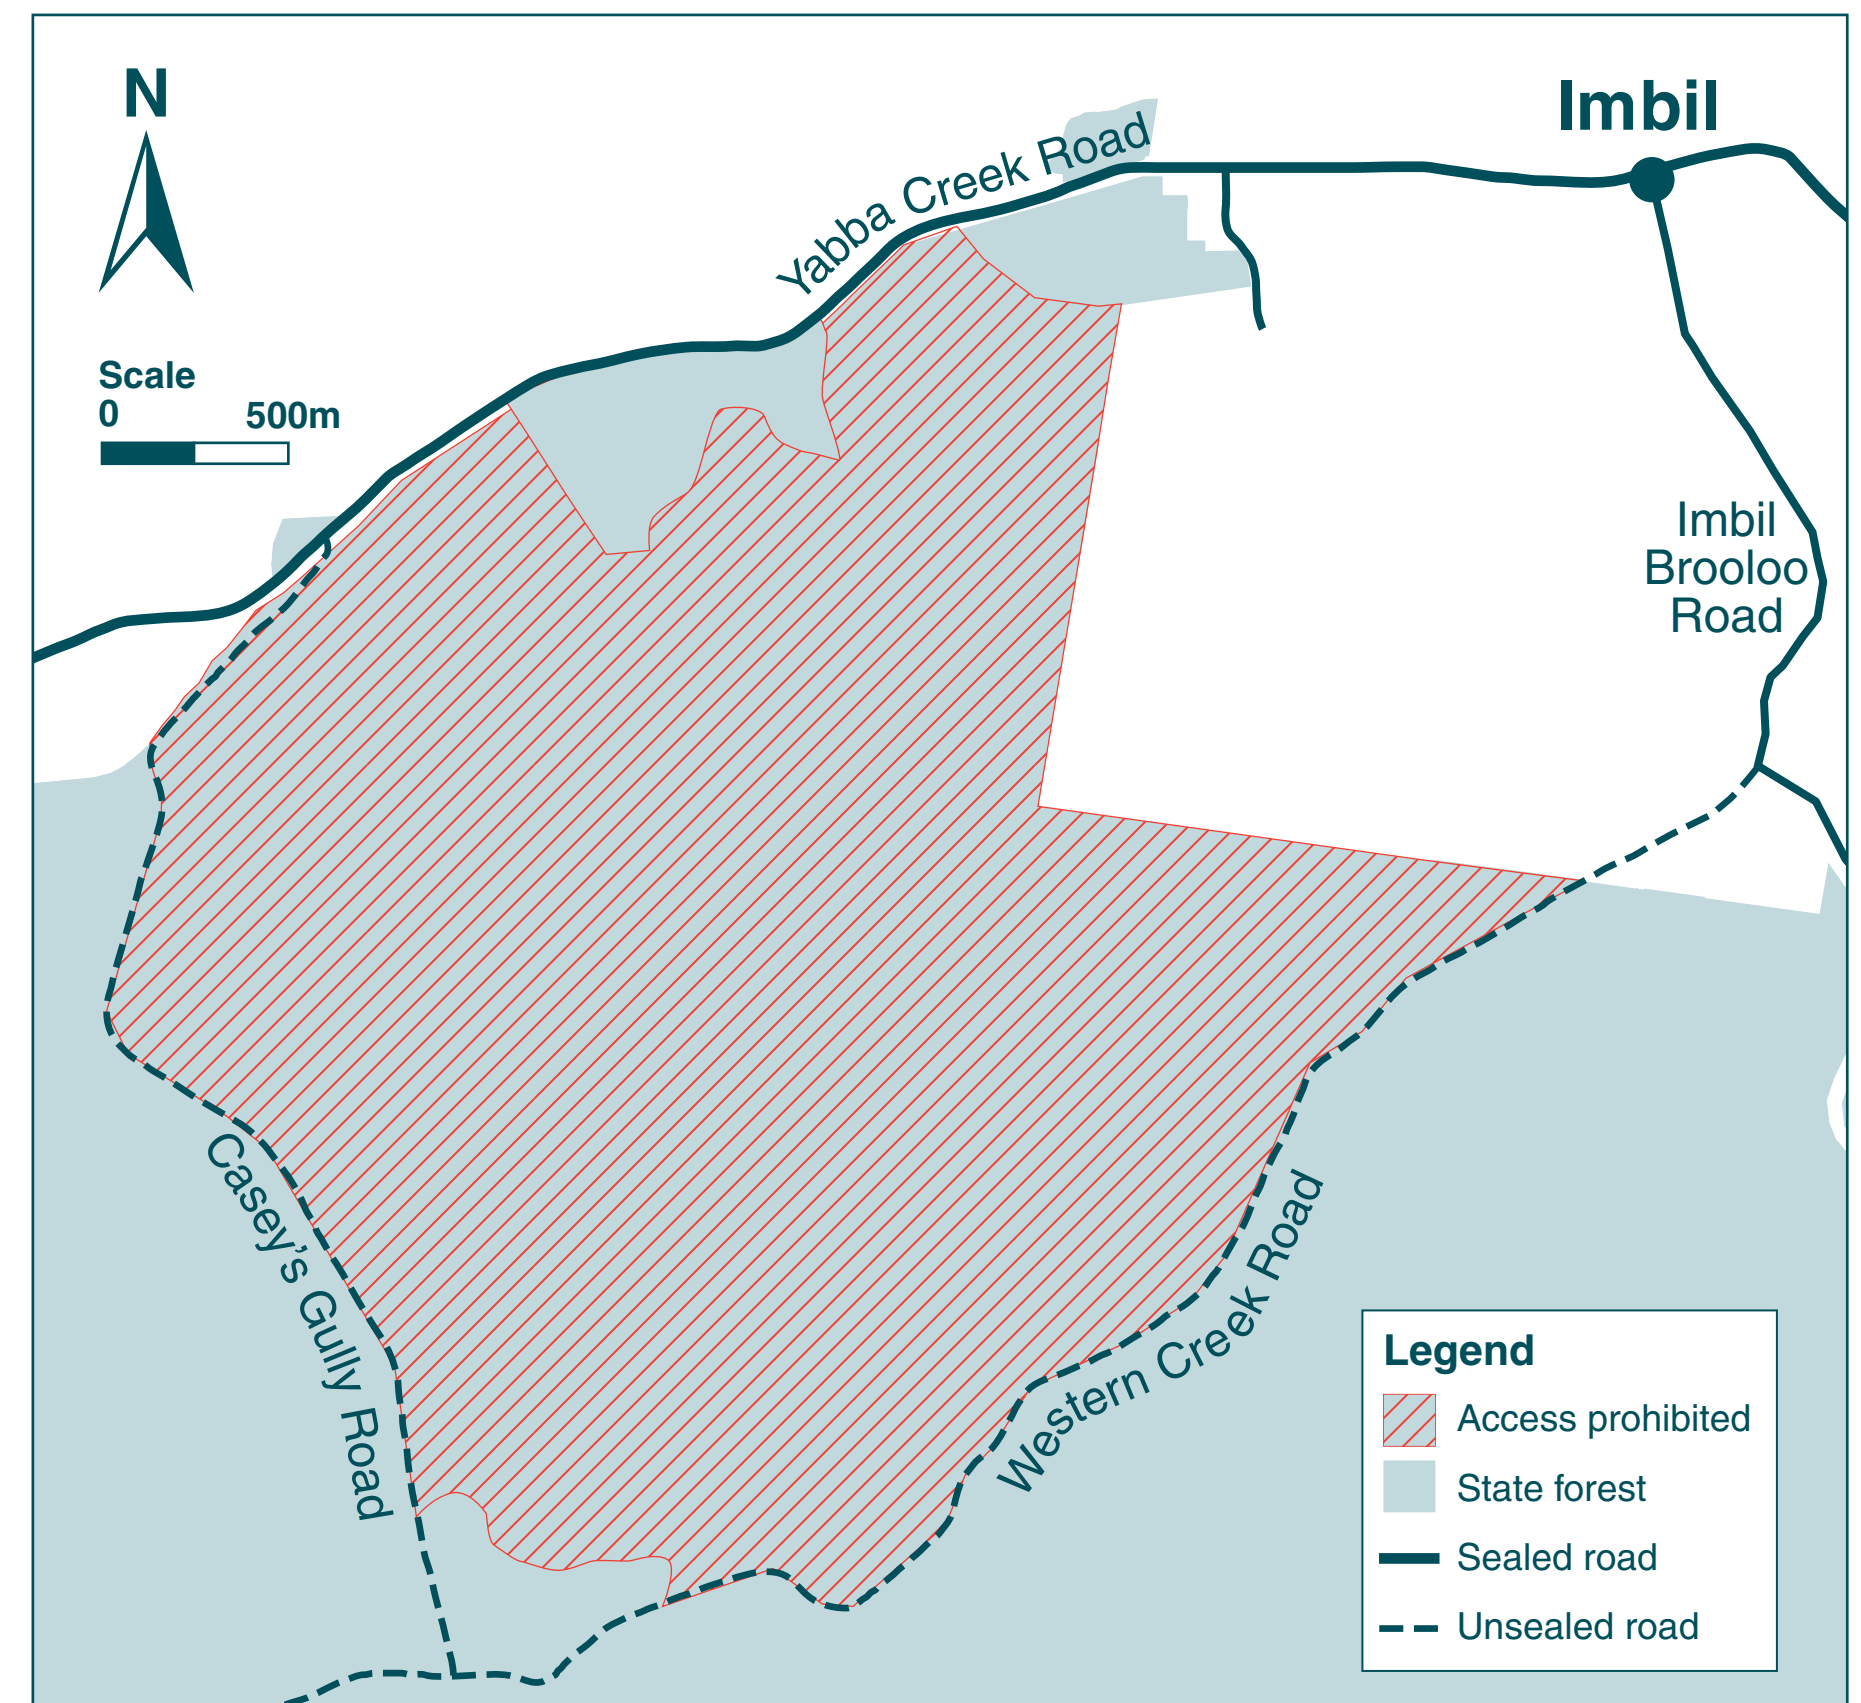 N
Imbil
Yabba Creek Road
Scale
0 500m
Imbil
Brooloo
Road
Casey’s Gully Road
Western Creek Road
Legend
Access prohibited
State forest
Sealed road
Unsealed road